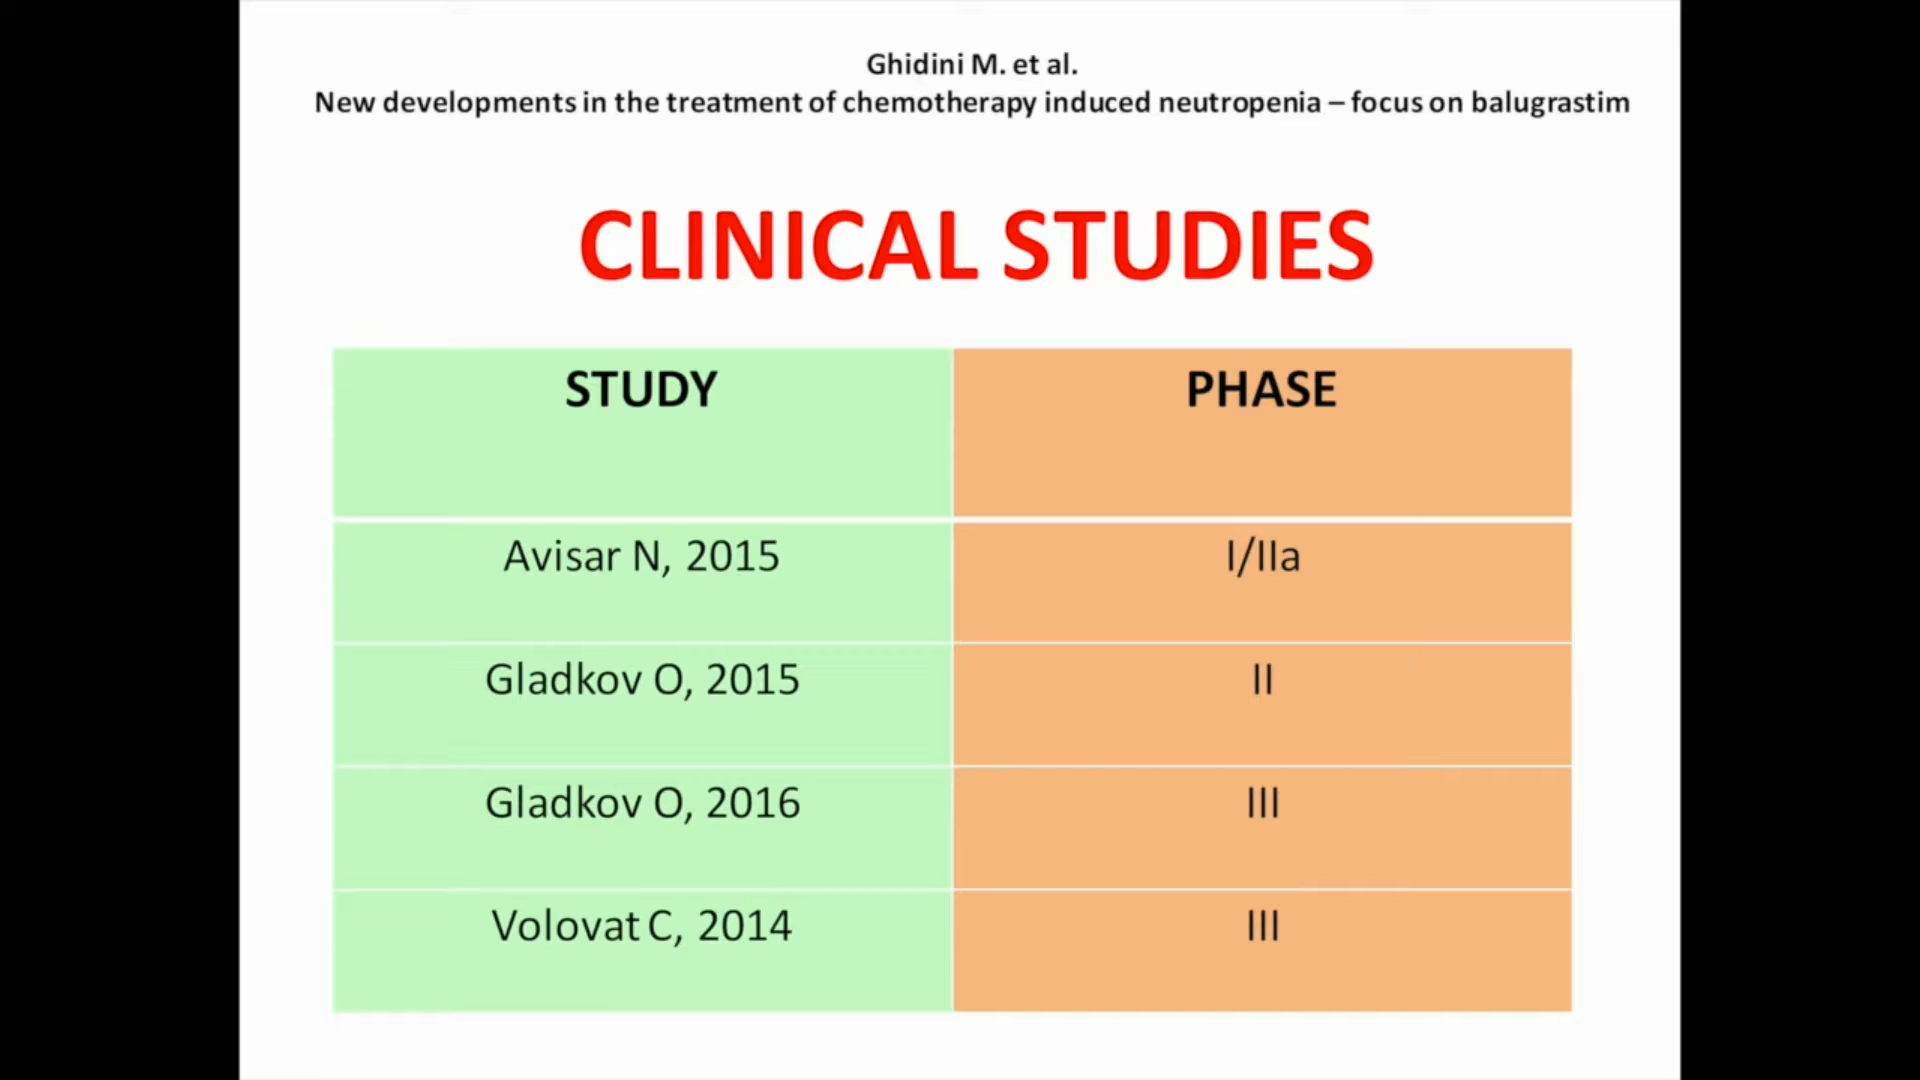 Ghidini M. et al.
New developments in the treatment of chemotherapy induced neutropenia – focus on balugrastim
CLINICAL STUDIES
STUDY PHASE
Avisar N, 2015 I/IIa
Gladkov O, 2015 II
Gladkov O, 2016 III
Volovat C, 2014 III